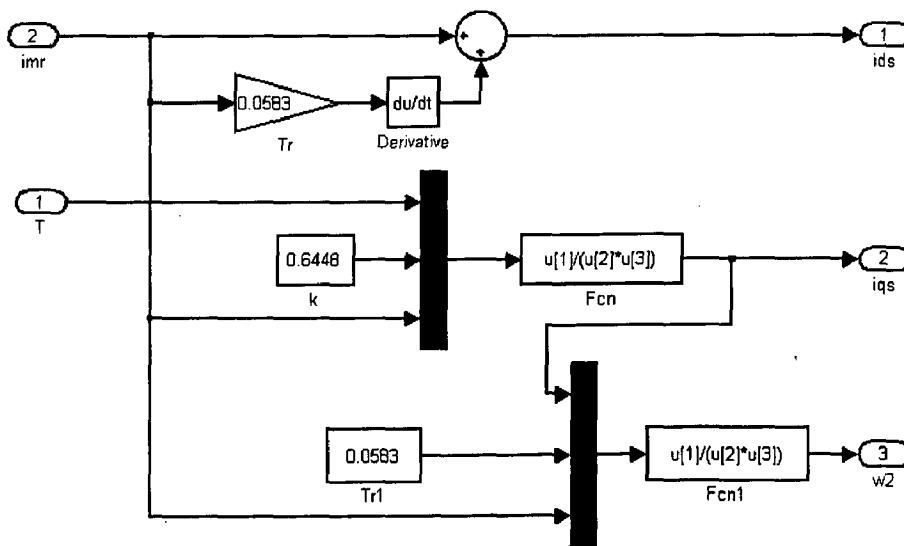 2
imr
+
+
1
ids
0.0583
Tr
du/dt
Derivative
1
T
0.6448
k
u[1]/(u[2]*u[3])
Fcn
2
iqs
0.0583
Tr1
u[1]/(u[2]*u[3])
Fcn1
3
w2